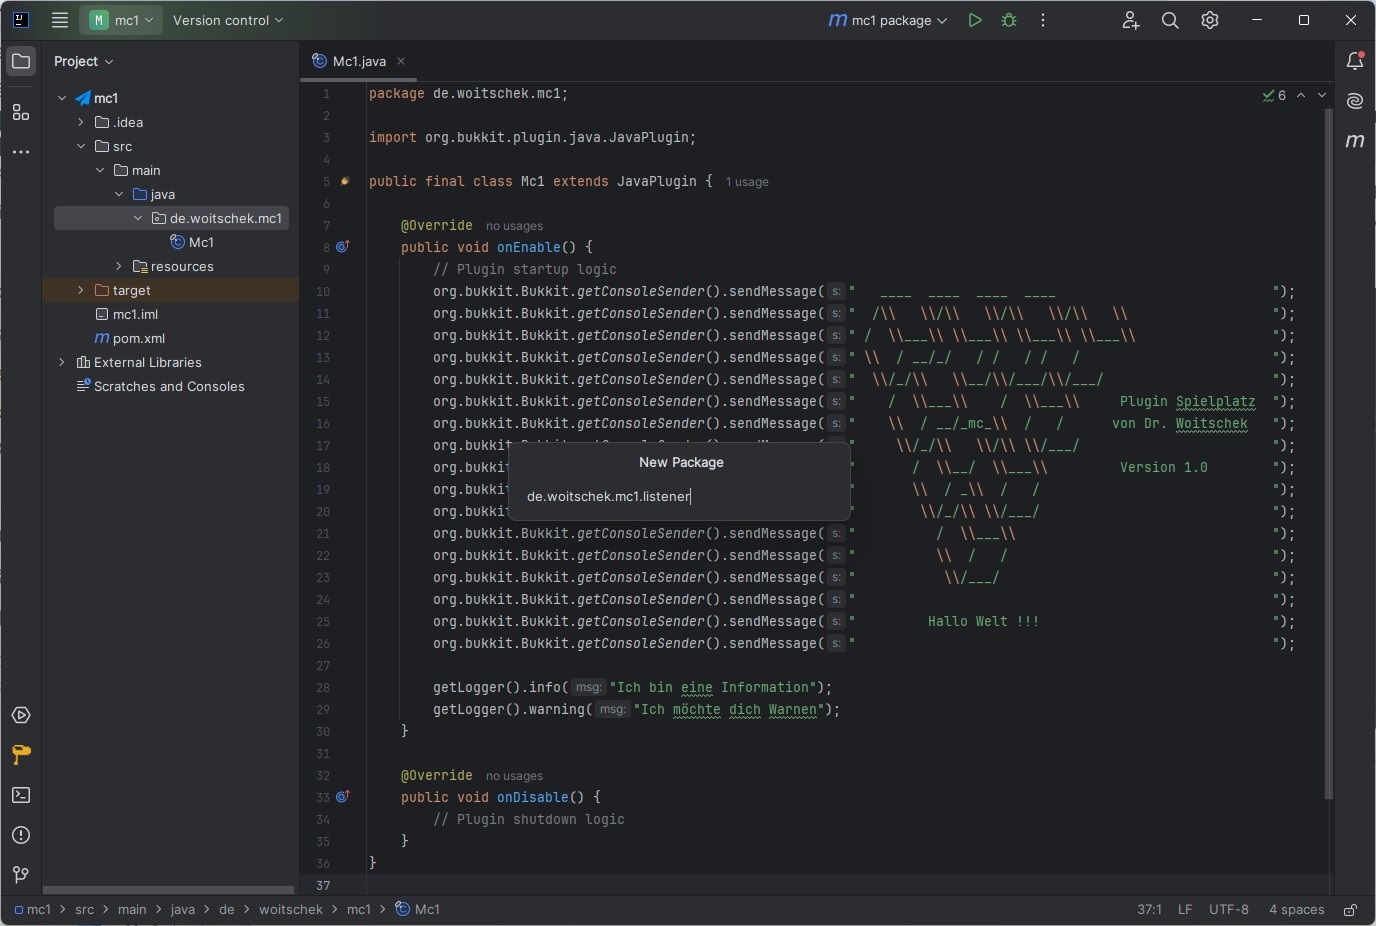 M mc1 Version control m mc1 package
Project
Mc1.java
mc1
.idea
src
main
java
de.woitschek.mc1
Mc1
resources
target
mc1.iml
m pom.xml
External Libraries
Scratches and Consoles
6
m
1 package de.woitschek.mc1;
2
3 import org.bukkit.plugin.java.JavaPlugin;
4
5 public final class Mc1 extends JavaPlugin { 1 usage
6
7     @Override no usages
8     public void onEnable() {
9         // Plugin startup logic
10         org.bukkit.Bukkit.getConsoleSender().sendMessage( s: "   ____  ____  ____  ____                           ");
11         org.bukkit.Bukkit.getConsoleSender().sendMessage( s: "  /\\   \\/\\   \\/\\   \\/\\   \\                  ");
12         org.bukkit.Bukkit.getConsoleSender().sendMessage( s: " /  \\___\\ \\___\\ \\___\\ \\___\\                 ");
13         org.bukkit.Bukkit.getConsoleSender().sendMessage( s: " \\  / __/_/   / /   / /   /                        ");
14         org.bukkit.Bukkit.getConsoleSender().sendMessage( s: "  \\/_/\\   \\__/\\/___/\\/___/                     ");
15         org.bukkit.Bukkit.getConsoleSender().sendMessage( s: "    /  \\___\\    /  \\___\\     Plugin Spielplatz  ");
16         org.bukkit.Bukkit.getConsoleSender().sendMessage( s: "    \\  / __/_mc_\\  /   /      von Dr. Woitschek   ");
17         org.bukkit.Bukkit.getConsoleSender().sendMessage( s: "     \\/_/\\   \\/\\ \\/___/                        ");
18         org.bukkit "       /  \\__/  \\___\\         Version 1.0        ");
19         org.bukkit "       \\  / _\\  /   /                             ");
20         org.bukkit "        \\/_/\\ \\/___/                             ");
New Package
de.woitschek.mc1.listener
21         org.bukkit.Bukkit.getConsoleSender().sendMessage( s: "          /  \\___\\                                ");
22         org.bukkit.Bukkit.getConsoleSender().sendMessage( s: "          \\  /   /                                 ");
23         org.bukkit.Bukkit.getConsoleSender().sendMessage( s: "           \\/___/                                  ");
24         org.bukkit.Bukkit.getConsoleSender().sendMessage( s: "                                                    ");
25         org.bukkit.Bukkit.getConsoleSender().sendMessage( s: "         Hallo Welt !!!                             ");
26         org.bukkit.Bukkit.getConsoleSender().sendMessage( s: "                                                    ");
27
28         getLogger().info( msg: "Ich bin eine Information");
29         getLogger().warning( msg: "Ich möchte dich Warnen");
30     }
31
32     @Override no usages
33     public void onDisable() {
34         // Plugin shutdown logic
35     }
36 }
37
mc1 > src > main > java > de > woitschek > mc1 > Mc1 37:1 LF UTF-8 4 spaces